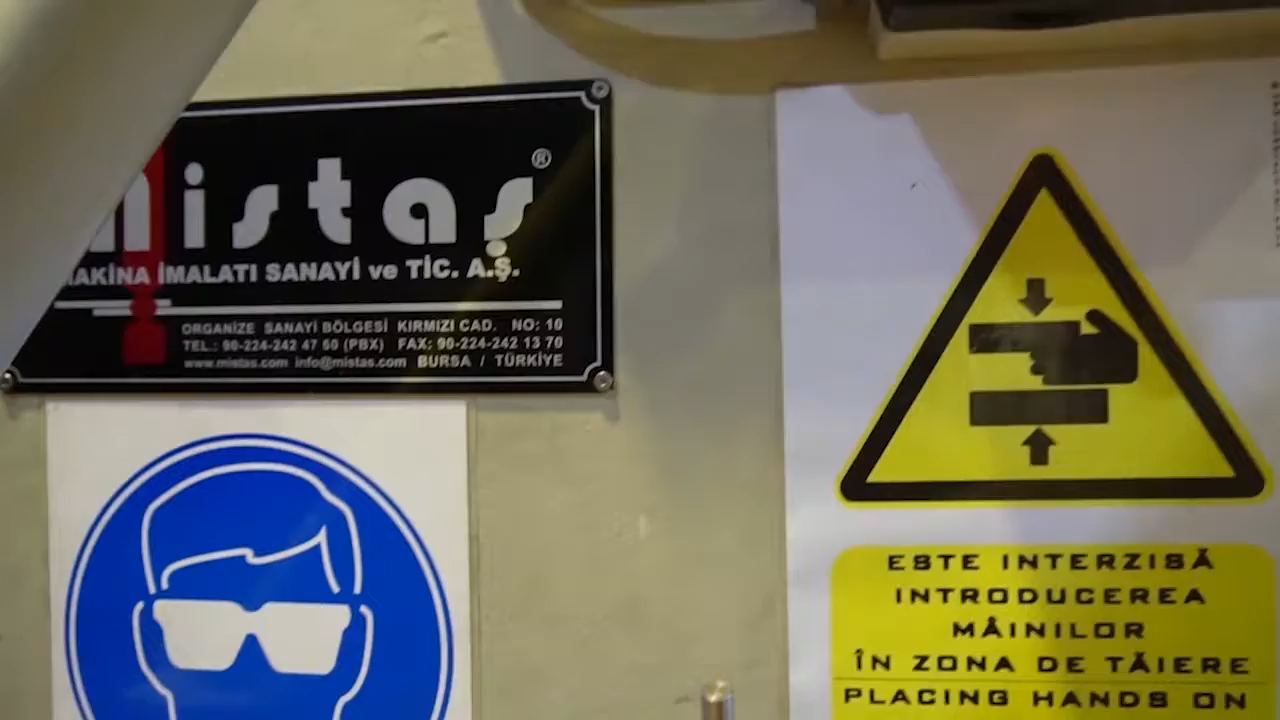 mistaş®
MAKİNA İMALATI SANAYİ ve TİC. A.Ş.
ORGANİZE SANAYİ BÖLGESİ KIRMIZI CAD. NO: 10
TEL.: 90-224-242 47 50 (PBX) FAX: 90-224-242 13 70
www.mistas.com info@mistas.com BURSA / TÜRKİYE
ESTE INTERZISĂ
INTRODUCEREA
MÂINILOR
ÎN ZONA DE TĂIERE
PLACING HANDS ON